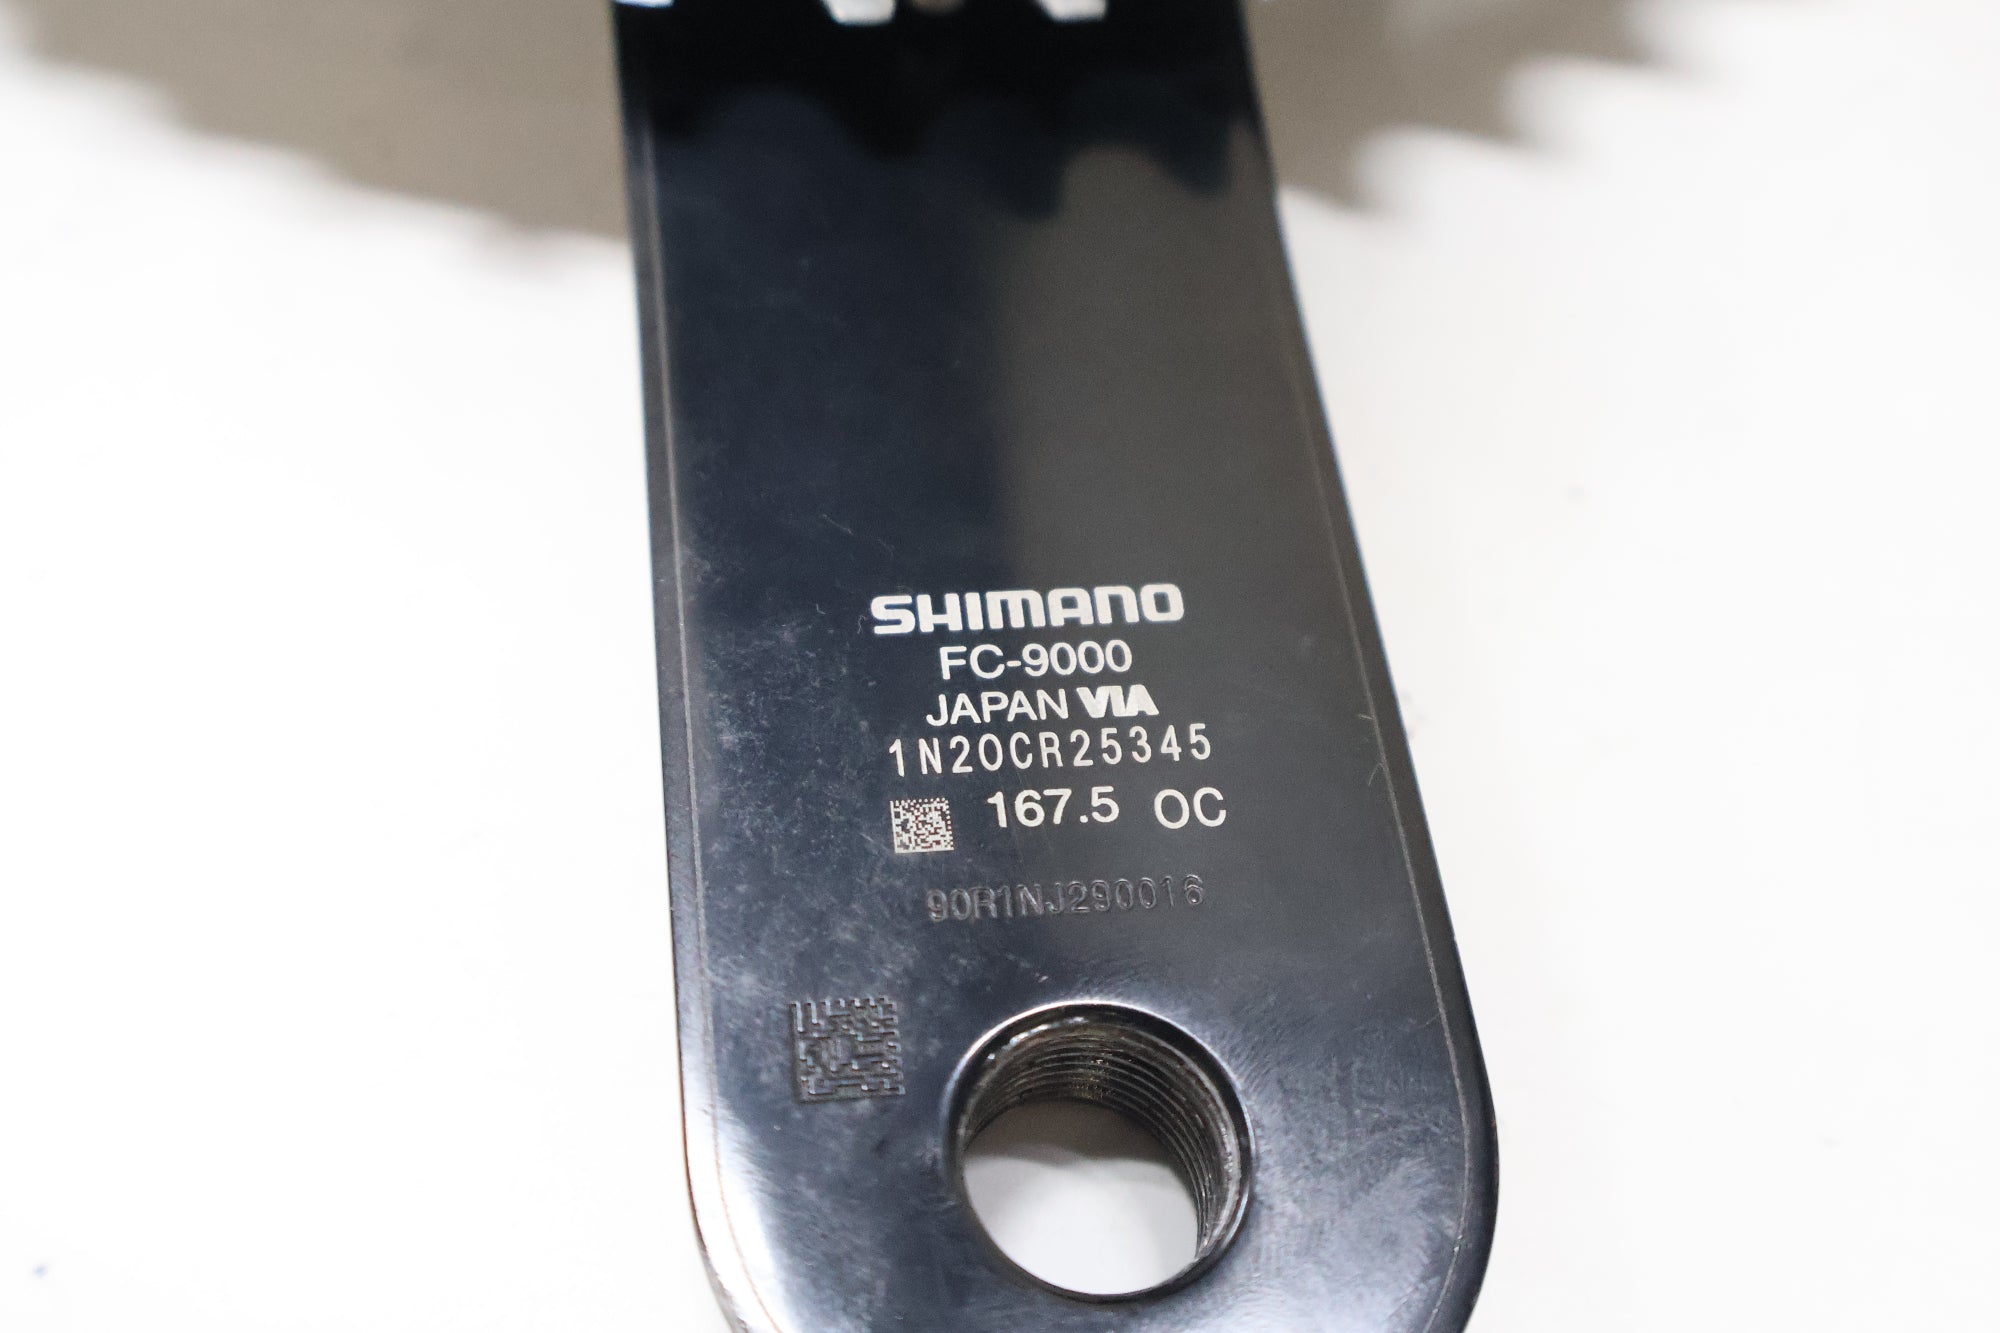 SHIMANO
FC-9000
JAPAN VIA
1N20CR25345
167.5 OC
90R1NJ290016